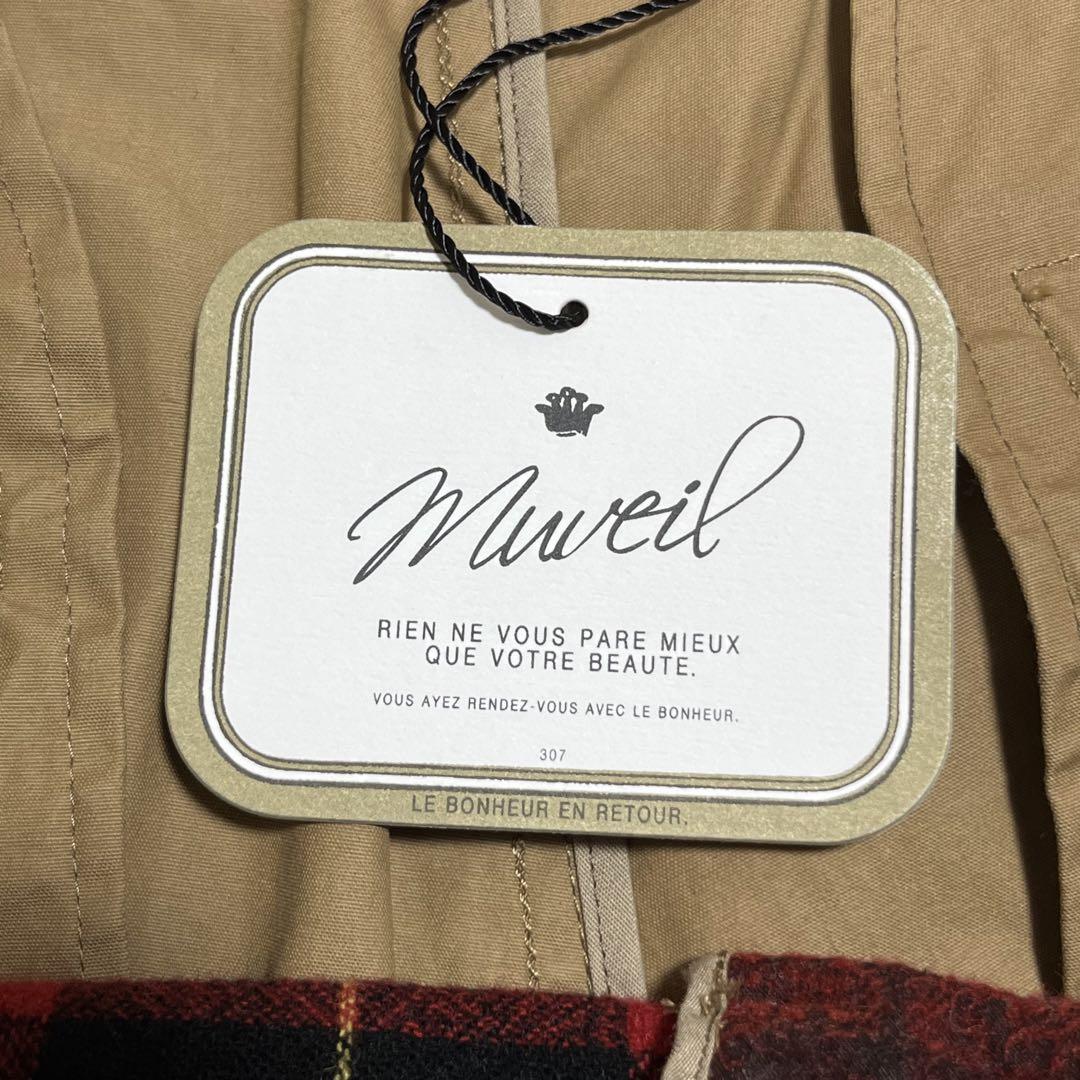 Muveil
RIEN NE VOUS PARE MIEUX
QUE VOTRE BEAUTE.
VOUS AYEZ RENDEZ-VOUS AVEC LE BONHEUR.
307
LE BONHEUR EN RETOUR.